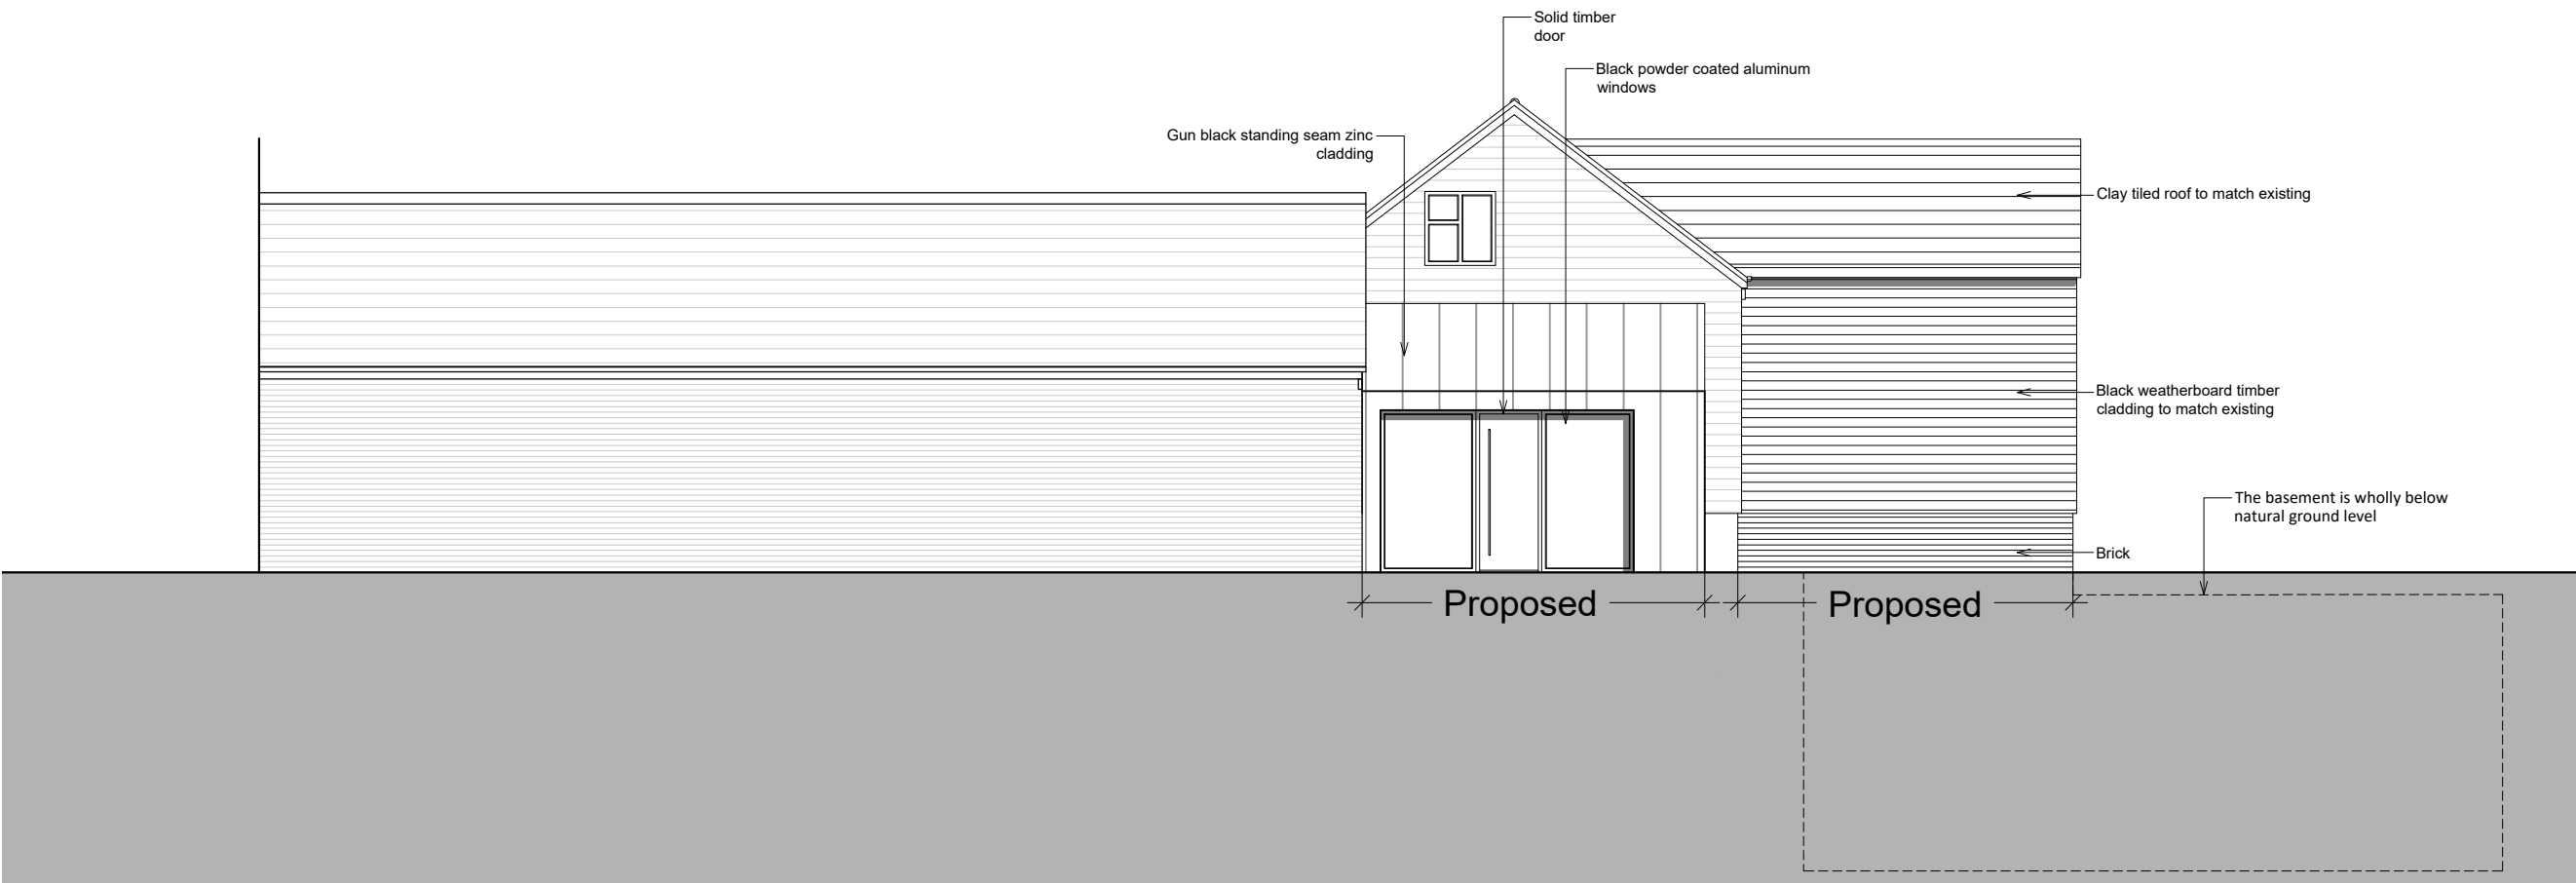 Solid timber
door
Black powder coated aluminum
windows
Gun black standing seam zinc
cladding
Clay tiled roof to match existing
Black weatherboard timber
cladding to match existing
The basement is wholly below
natural ground level
Brick
Proposed
Proposed